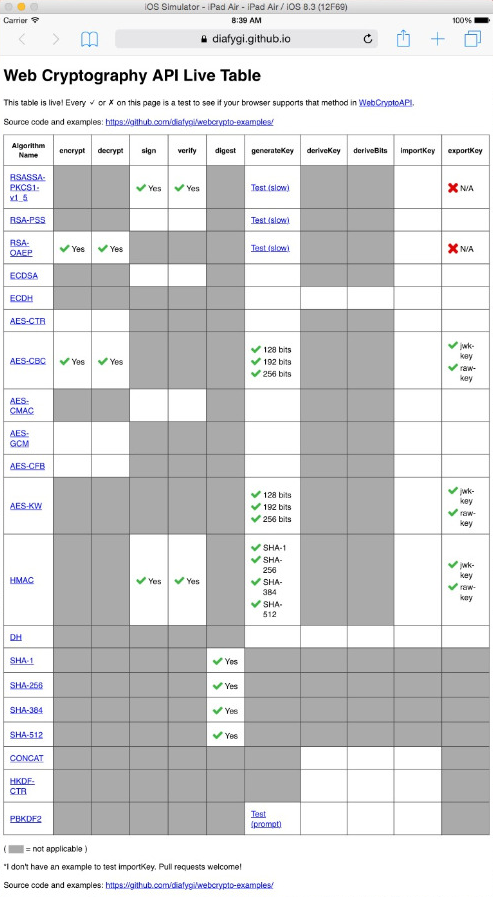 iOS Simulator - iPad Air - iPad Air / iOS 8.3 (12F69)
Carrier 8:39 AM 100%
diafygi.github.io
Web Cryptography API Live Table
This table is live! Every ✓ or ✗ on this page is a test to see if your browser supports that method in WebCryptoAPI.
Source code and examples: https://github.com/diafygi/webcrypto-examples/
Algorithm Name encrypt decrypt sign verify digest generateKey deriveKey deriveBits importKey exportKey
RSASSA-PKCS1-v1_5 ✓ Yes ✓ Yes Test (slow) ✗ N/A
RSA-PSS Test (slow)
RSA-OAEP ✓ Yes ✓ Yes Test (slow) ✗ N/A
ECDSA
ECDH
AES-CTR
AES-CBC ✓ Yes ✓ Yes ✓ 128 bits ✓ 192 bits ✓ 256 bits ✓ jwk-key ✓ raw-key
AES-CMAC
AES-GCM
AES-CFB
AES-KW ✓ 128 bits ✓ 192 bits ✓ 256 bits ✓ jwk-key ✓ raw-key
HMAC ✓ Yes ✓ Yes ✓ SHA-1 ✓ SHA-256 ✓ SHA-384 ✓ SHA-512 ✓ jwk-key ✓ raw-key
DH
SHA-1 ✓ Yes
SHA-256 ✓ Yes
SHA-384 ✓ Yes
SHA-512 ✓ Yes
CONCAT
HKDF-CTR
PBKDF2 Test (prompt)
( = not applicable )
*I don't have an example to test importKey. Pull requests welcome!
Source code and examples: https://github.com/diafygi/webcrypto-examples/